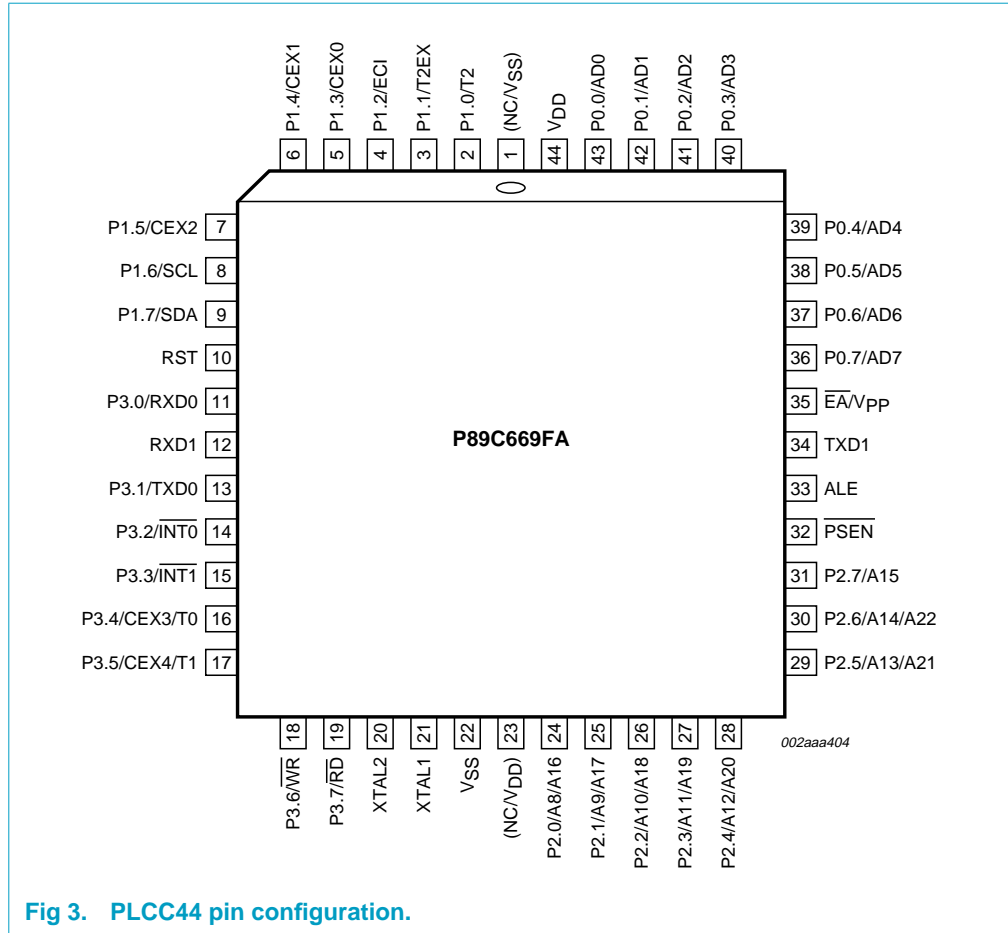 P1.4/CEX1
P1.3/CEX0
P1.2/ECI
P1.1/T2EX
P1.0/T2
(NC/VSS)
VDD
P0.0/AD0
P0.1/AD1
P0.2/AD2
P0.3/AD3
6
5
4
3
2
1
44
43
42
41
40
P1.5/CEX2 7
P1.6/SCL 8
P1.7/SDA 9
RST 10
P3.0/RXD0 11
RXD1 12
P3.1/TXD0 13
P3.2/INT0 14
P3.3/INT1 15
P3.4/CEX3/T0 16
P3.5/CEX4/T1 17
P89C669FA
39 P0.4/AD4
38 P0.5/AD5
37 P0.6/AD6
36 P0.7/AD7
35 EA/VPP
34 TXD1
33 ALE
32 PSEN
31 P2.7/A15
30 P2.6/A14/A22
29 P2.5/A13/A21
18
19
20
21
22
23
24
25
26
27
28
P3.6/WR
P3.7/RD
XTAL2
XTAL1
VSS
(NC/VDD)
P2.0/A8/A16
P2.1/A9/A17
P2.2/A10/A18
P2.3/A11/A19
P2.4/A12/A20
002aaa404
Fig 3. PLCC44 pin configuration.